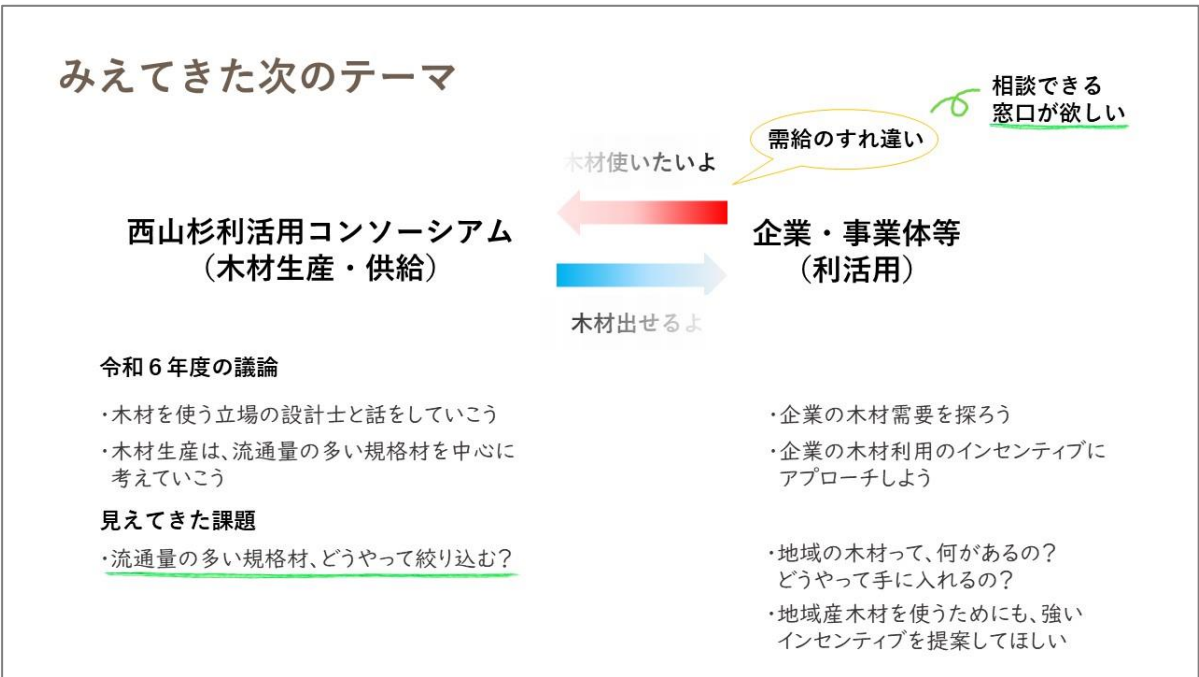 みえてきた次のテーマ
相談できる
窓口が欲しい
需給のすれ違い
木材使いたいよ
西山杉利活用コンソーシアム
（木材生産・供給）
企業・事業体等
（利活用）
木材出せるよ
令和６年度の議論
・木材を使う立場の設計士と話をしていこう
・木材生産は、流通量の多い規格材を中心に
考えていこう
見えてきた課題
・流通量の多い規格材、どうやって絞り込む？
・企業の木材需要を探ろう
・企業の木材利用のインセンティブに
アプローチしよう
・地域の木材って、何があるの？
どうやって手に入れるの？
・地域産木材を使うためにも、強い
インセンティブを提案してほしい